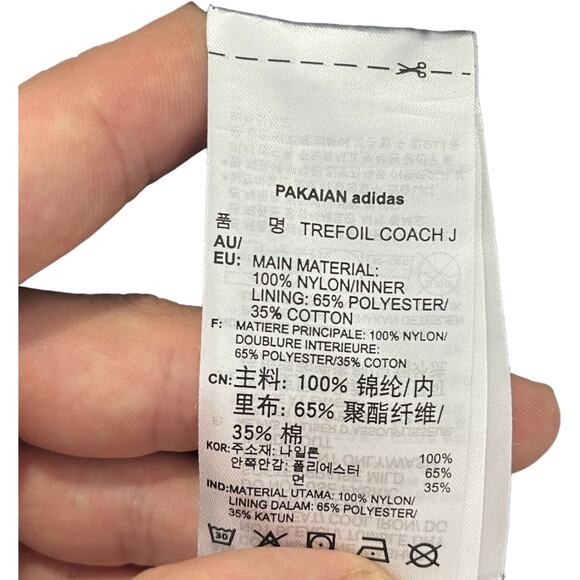 PAKAIAN adidas
품 명 TREFOIL COACH J
AU/
EU: MAIN MATERIAL:
100% NYLON/INNER
LINING: 65% POLYESTER/
35% COTTON
F: MATIERE PRINCIPALE: 100% NYLON/
DOUBLURE INTERIEURE:
65% POLYESTER/35% COTON
CN: 主料: 100% 锦纶/内
里布: 65% 聚酯纤维/
35% 棉
KOR: 주소재: 나일론 100%
안쪽안감: 폴리에스터 65%
면 35%
IND: MATERIAL UTAMA: 100% NYLON/
LINING DALAM: 65% POLYESTER/
35% KATUN
30